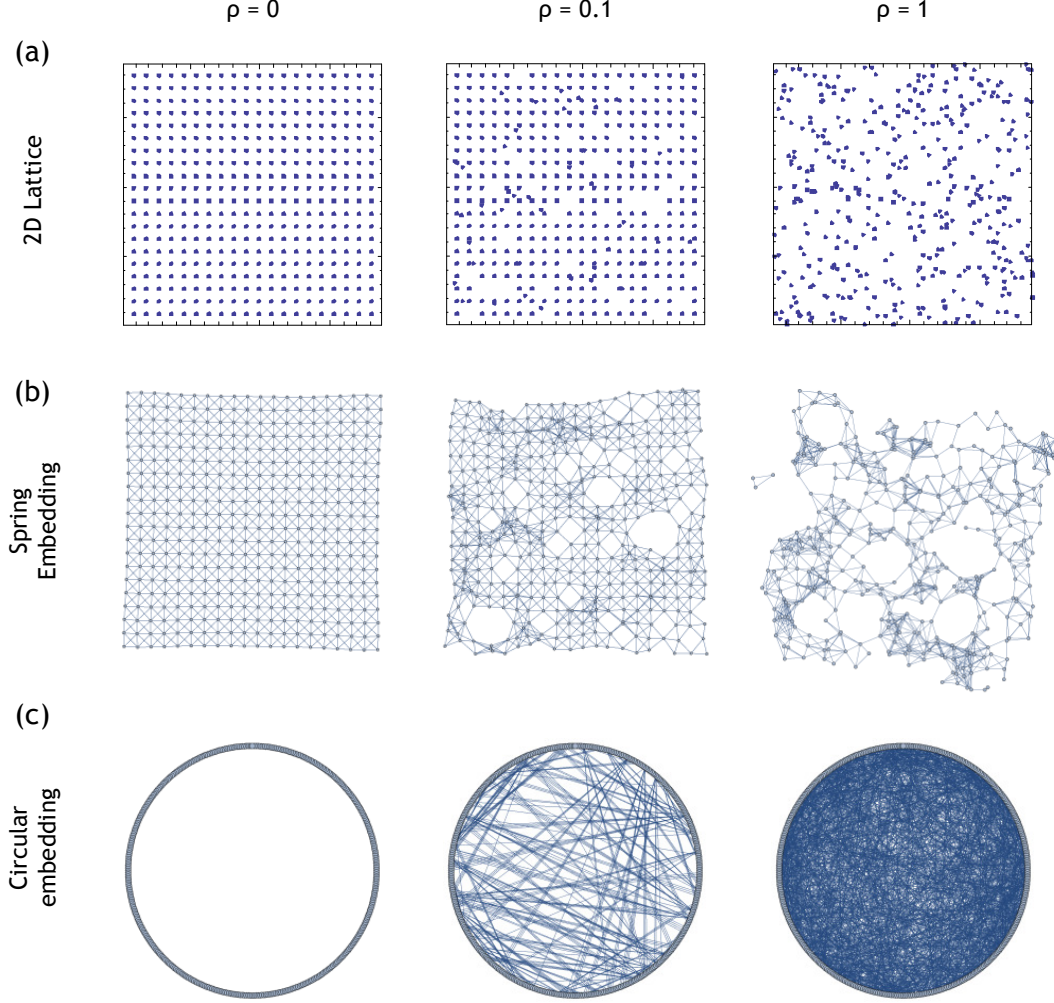 ρ = 0
ρ = 0.1
ρ = 1
(a)
2D Lattice
(b)
Spring
Embedding
(c)
Circular
embedding